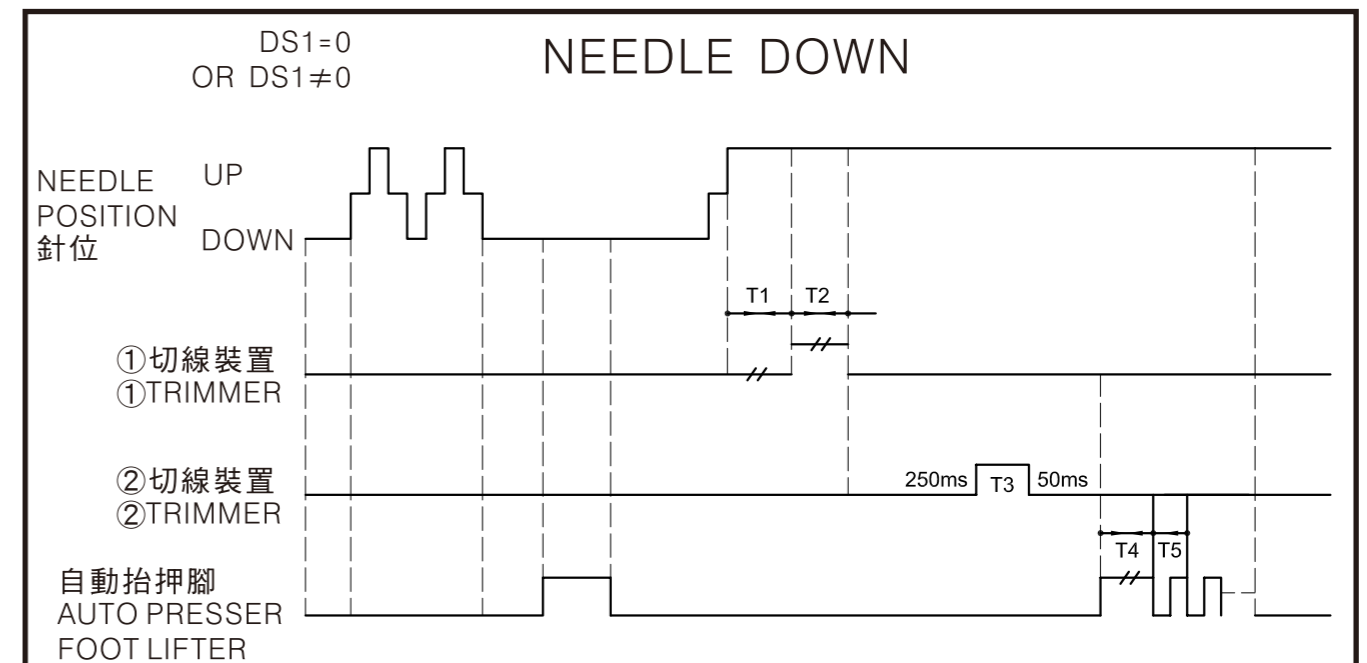 DS1=0
OR DS1≠0
NEEDLE DOWN
NEEDLE
POSITION
針位
UP
DOWN
T1
T2
①切線裝置
①TRIMMER
②切線裝置
②TRIMMER
250ms
T3
50ms
T4
T5
自動抬押腳
AUTO PRESSER
FOOT LIFTER